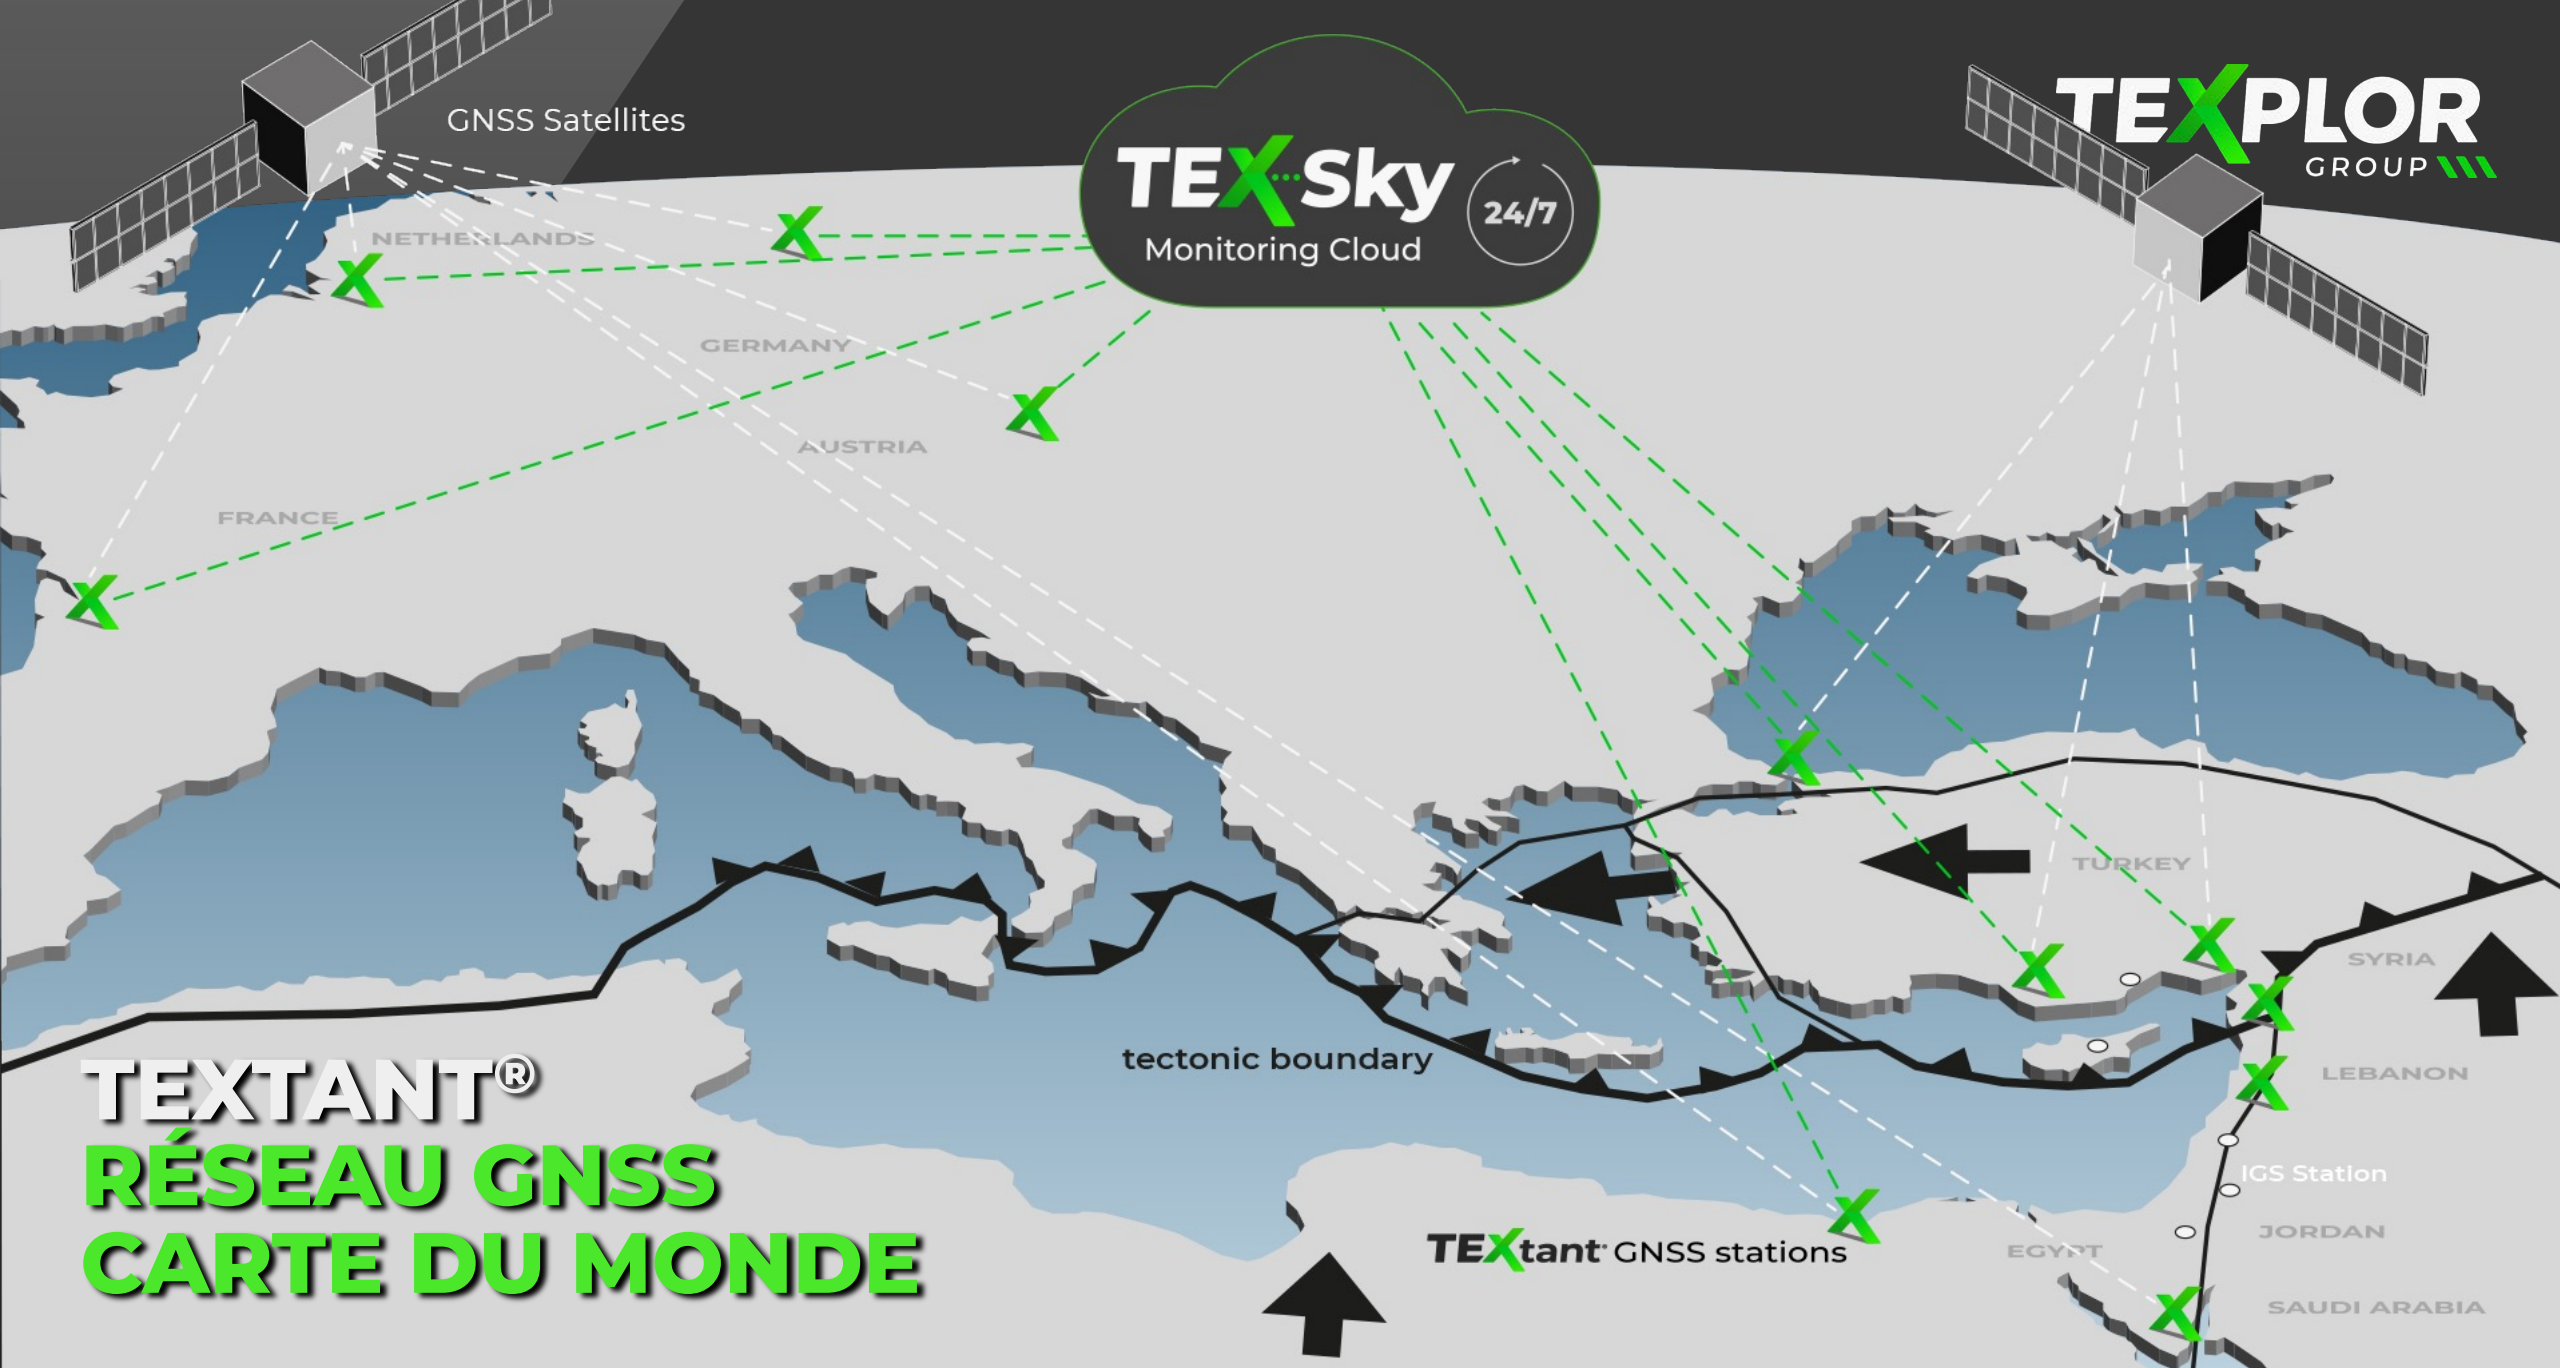 GNSS Satellites
TEXPLOR
GROUP
TEX Sky
24/7
Monitoring Cloud
NETHERLANDS
GERMANY
AUSTRIA
FRANCE
TURKEY
SYRIA
tectonic boundary
LEBANON
IGS Station
JORDAN
EGYPT
TEXtant GNSS stations
SAUDI ARABIA
TEXTANT®
RÉSEAU GNSS
CARTE DU MONDE